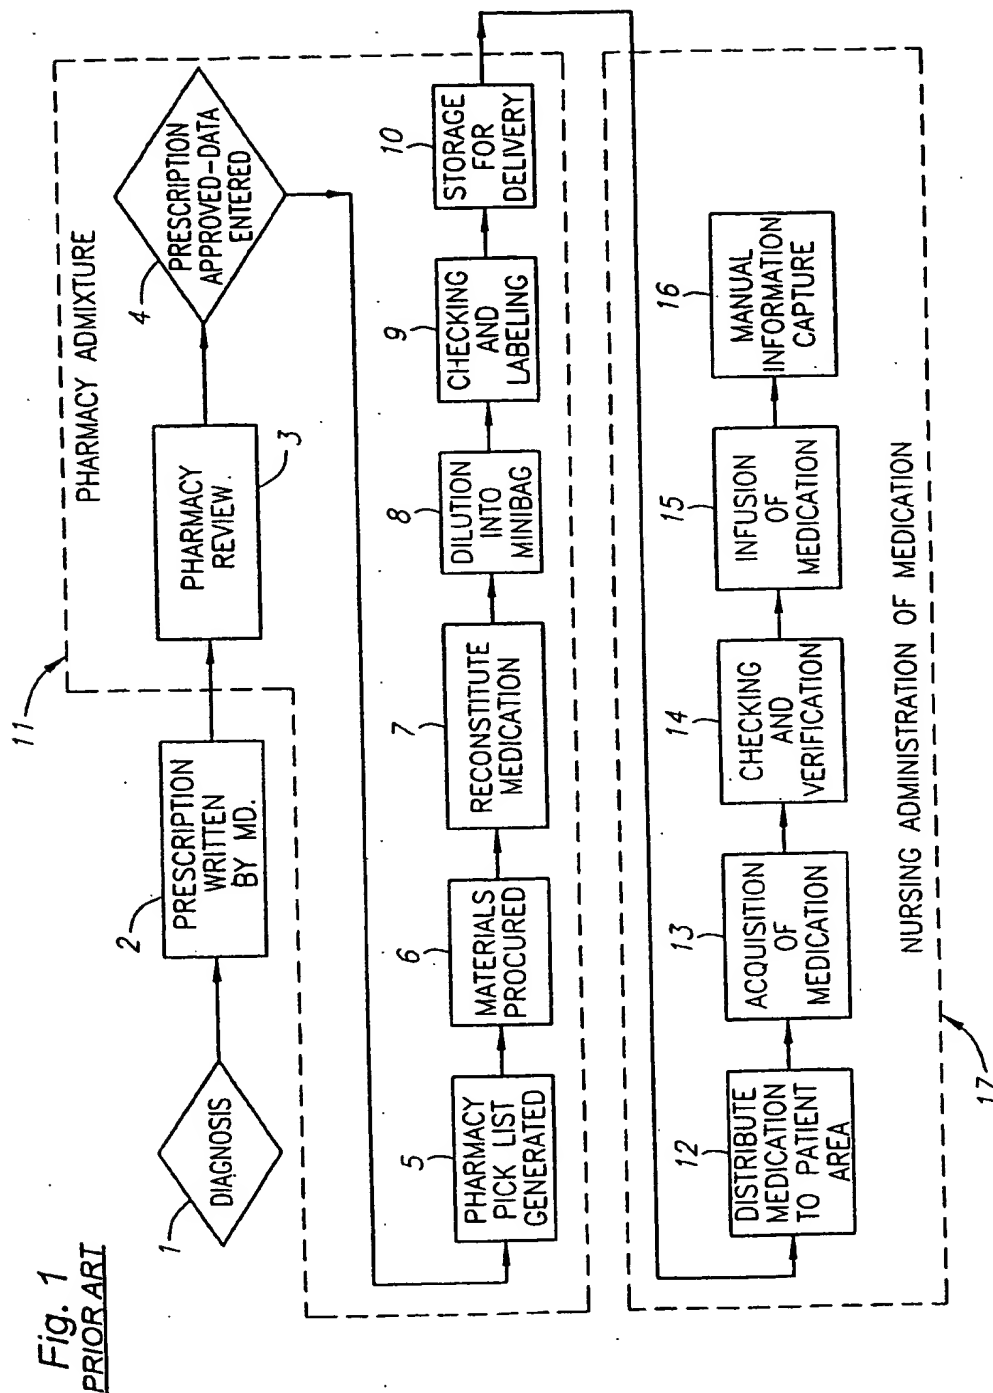 Fig. 1
PRIOR ART
11
PHARMACY ADMIXTURE
1
DIAGNOSIS
2
PRESCRIPTION
WRITTEN
BY MD.
PHARMACY
REVIEW.
3
4
PRESCRIPTION
APPROVED-DATA
ENTERED
5
PHARMACY
PICK LIST
GENERATED
6
MATERIALS
PROCURED
7
RECONSTITUTE
MEDICATION
8
DILUTION
INTO
MINIBAG
9
CHECKING
AND
LABELING
10
STORAGE
FOR
DELIVERY
12
DISTRIBUTE
MEDICATION
TO PATIENT
AREA
13
ACQUISITION
OF
MEDICATION
14
CHECKING
AND
VERIFICATION
15
INFUSION
OF
MEDICATION
16
MANUAL
INFORMATION
CAPTURE
NURSING ADMINISTRATION OF MEDICATION
17